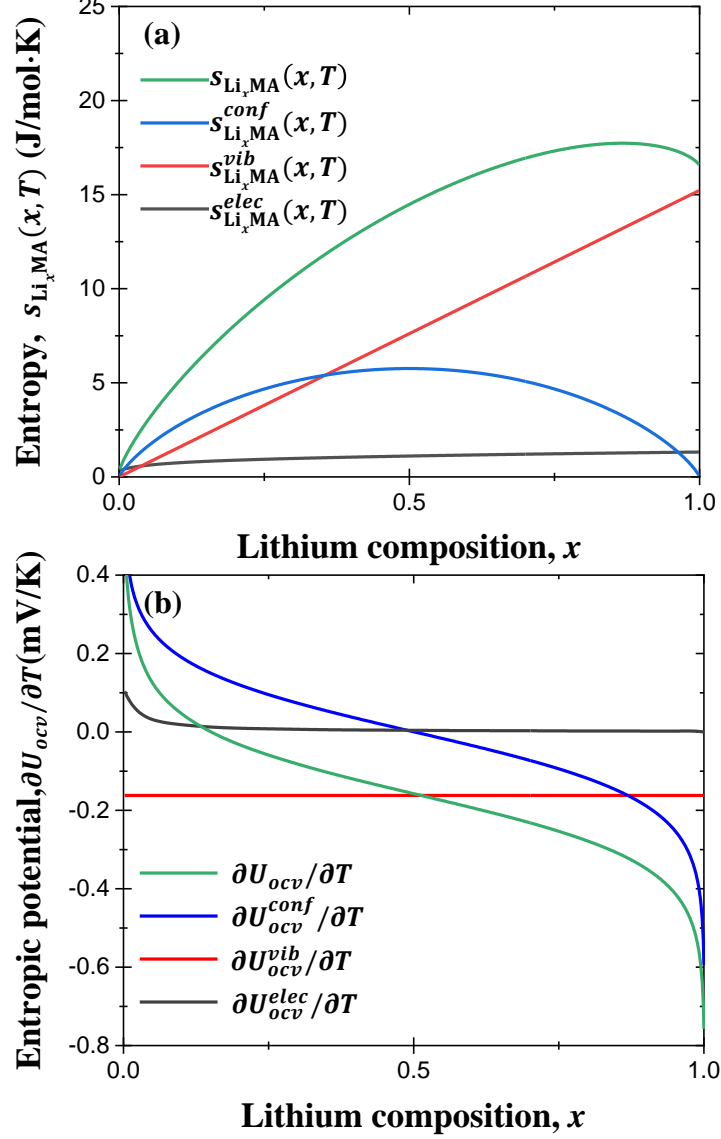 (a)
25
20
15
10
5
0
s_{Li_xMA}(x, T)
s^{conf}_{Li_xMA}(x, T)
s^{vib}_{Li_xMA}(x, T)
s^{elec}_{Li_xMA}(x, T)
Entropy, s_{Li_xMA}(x, T) (J/mol·K)
0.0 0.5 1.0
Lithium composition, x
(b)
0.4
0.2
0.0
-0.2
-0.4
-0.6
-0.8
∂U_{ocv}/∂T
∂U^{conf}_{ocv}/∂T
∂U^{vib}_{ocv}/∂T
∂U^{elec}_{ocv}/∂T
Entropic potential,∂U_{ocv}/∂T(mV/K)
0.0 0.5 1.0
Lithium composition, x